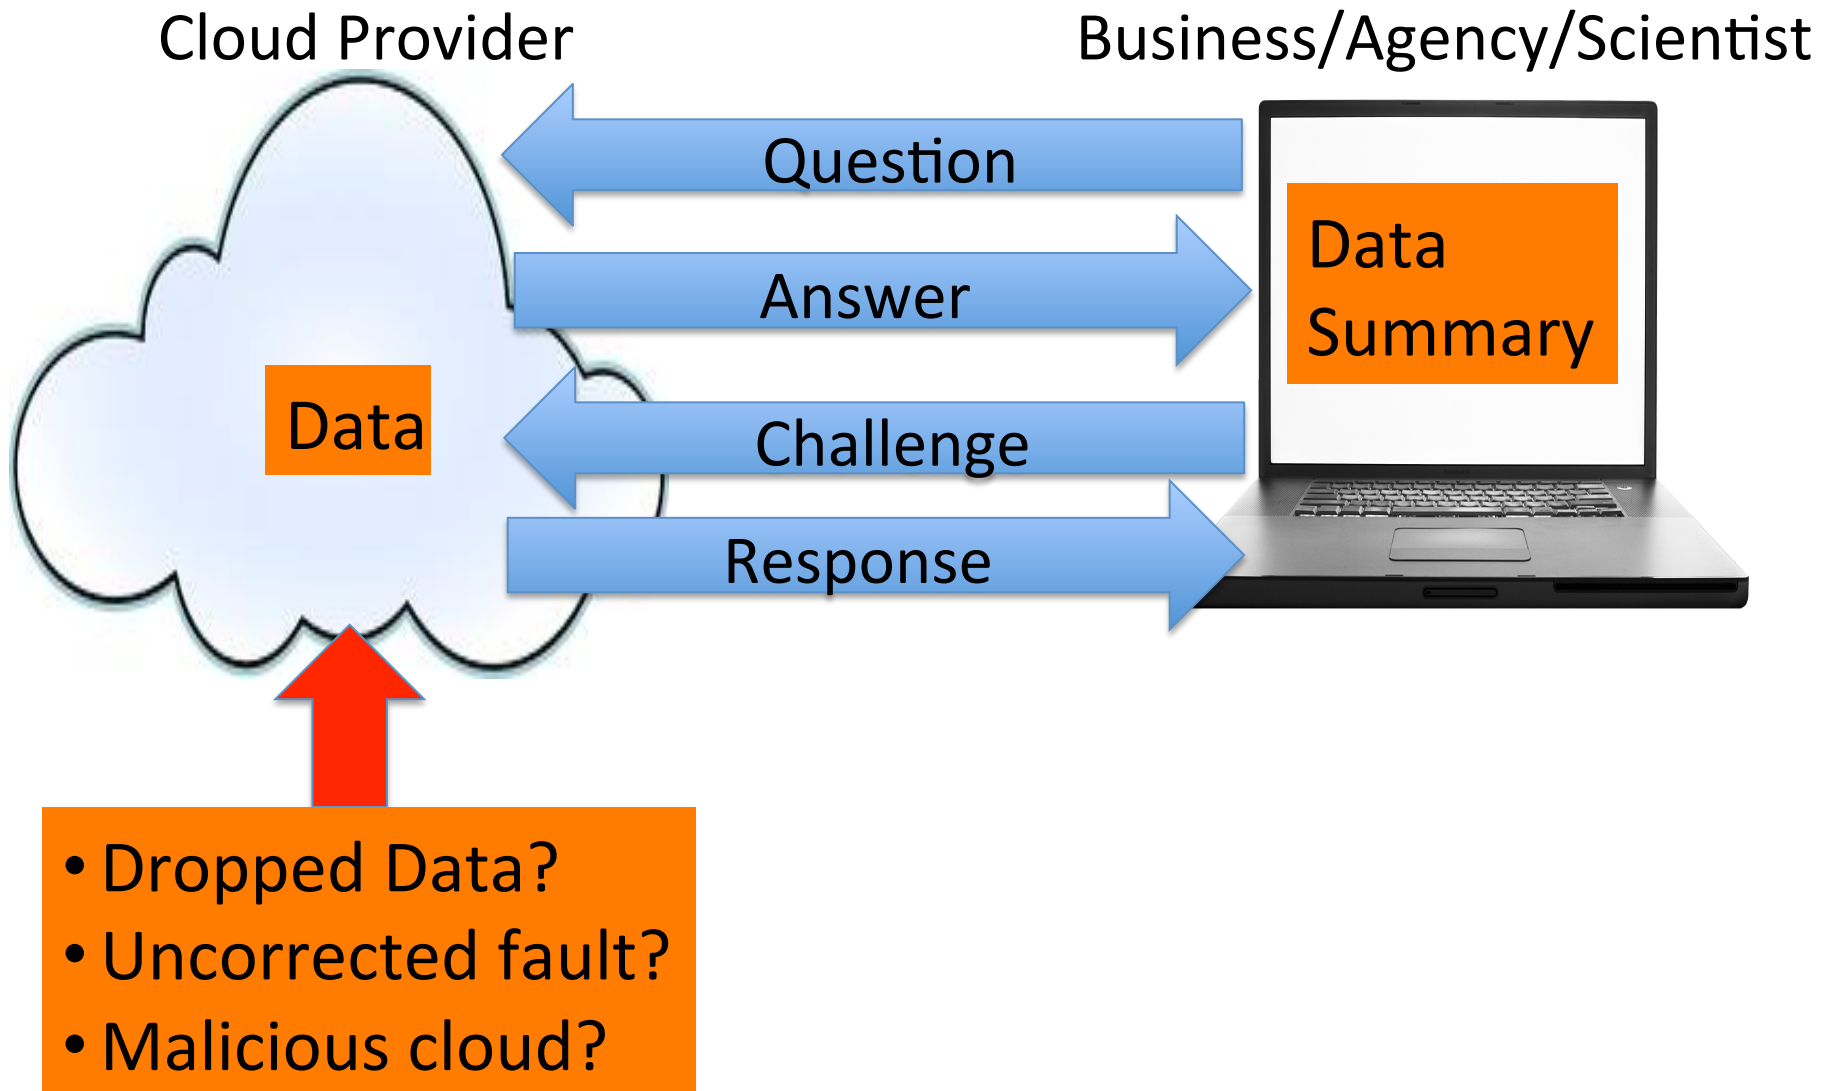 Cloud Provider
Business/Agency/Scientist
Question
Answer
Data
Summary
Data
Challenge
Response
• Dropped Data?
• Uncorrected fault?
• Malicious cloud?